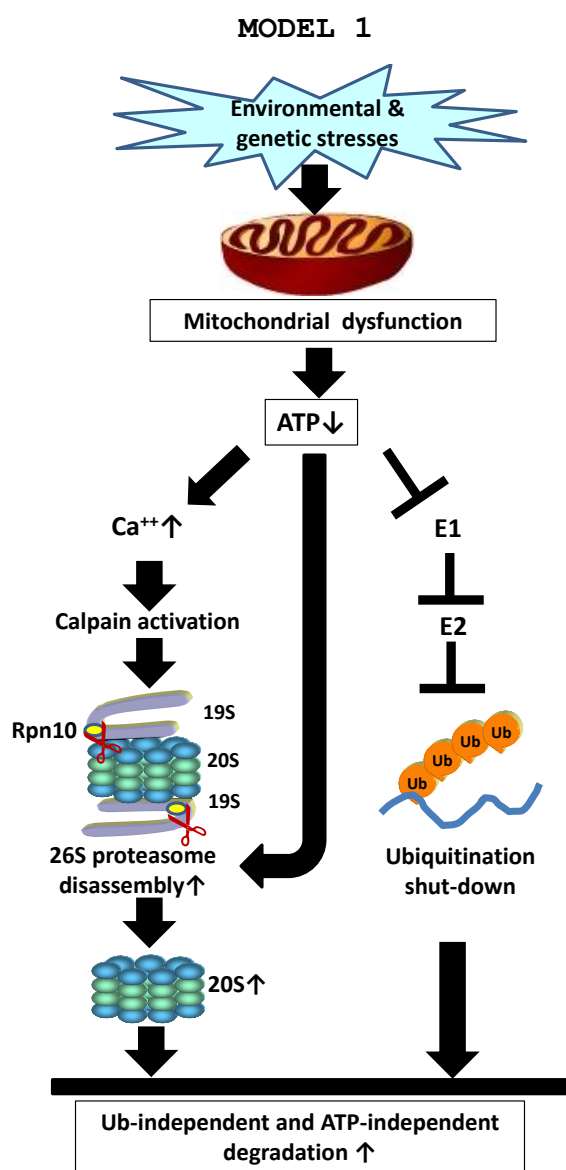 MODEL 1
Environmental &
genetic stresses
Mitochondrial dysfunction
ATP↓
Ca⁺⁺↑
E1
Calpain activation
E2
Rpn10
19S
20S
19S
Ub
Ub
Ub
Ub
26S proteasome
disassembly↑
Ubiquitination
shut-down
20S↑
Ub-independent and ATP-independent
degradation ↑